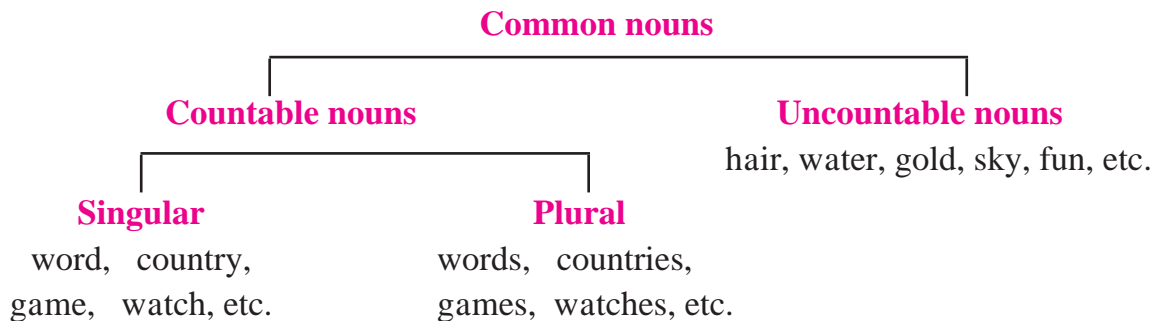 Common nouns
Countable nouns
Uncountable nouns
hair, water, gold, sky, fun, etc.
Singular
Plural
word, country,
words, countries,
game, watch, etc.
games, watches, etc.